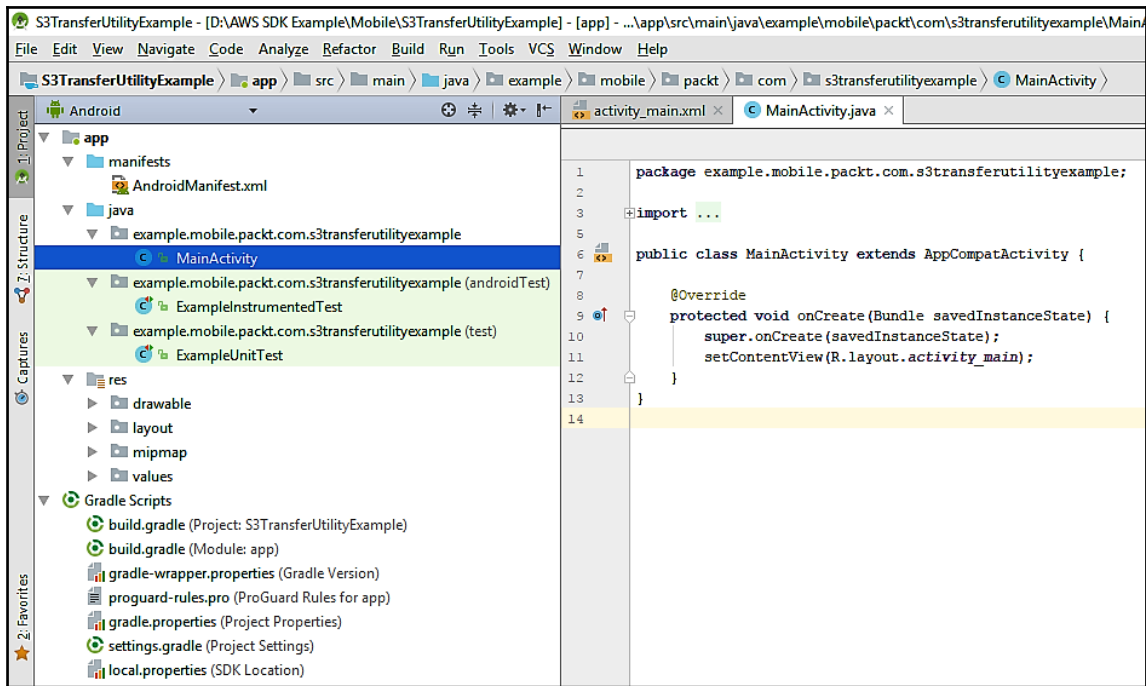 S3TransferUtilityExample - [D:\AWS SDK Example\Mobile\S3TransferUtilityExample] - [app] - ...\app\src\main\java\example\mobile\packt\com\s3transferutilityexample\MainA
File Edit View Navigate Code Analyze Refactor Build Run Tools VCS Window Help
S3TransferUtilityExample app src main java example mobile packt com s3transferutilityexample MainActivity
Android
activity_main.xml MainActivity.java
1: Project
7: Structure
Captures
2: Favorites
app
manifests
AndroidManifest.xml
java
example.mobile.packt.com.s3transferutilityexample
MainActivity
example.mobile.packt.com.s3transferutilityexample (androidTest)
ExampleInstrumentedTest
example.mobile.packt.com.s3transferutilityexample (test)
ExampleUnitTest
res
drawable
layout
mipmap
values
Gradle Scripts
build.gradle (Project: S3TransferUtilityExample)
build.gradle (Module: app)
gradle-wrapper.properties (Gradle Version)
proguard-rules.pro (ProGuard Rules for app)
gradle.properties (Project Properties)
settings.gradle (Project Settings)
local.properties (SDK Location)
1 package example.mobile.packt.com.s3transferutilityexample;
2
3 import ...
5
6 public class MainActivity extends AppCompatActivity {
7
8 @Override
9 protected void onCreate(Bundle savedInstanceState) {
10 super.onCreate(savedInstanceState);
11 setContentView(R.layout.activity_main);
12 }
13 }
14